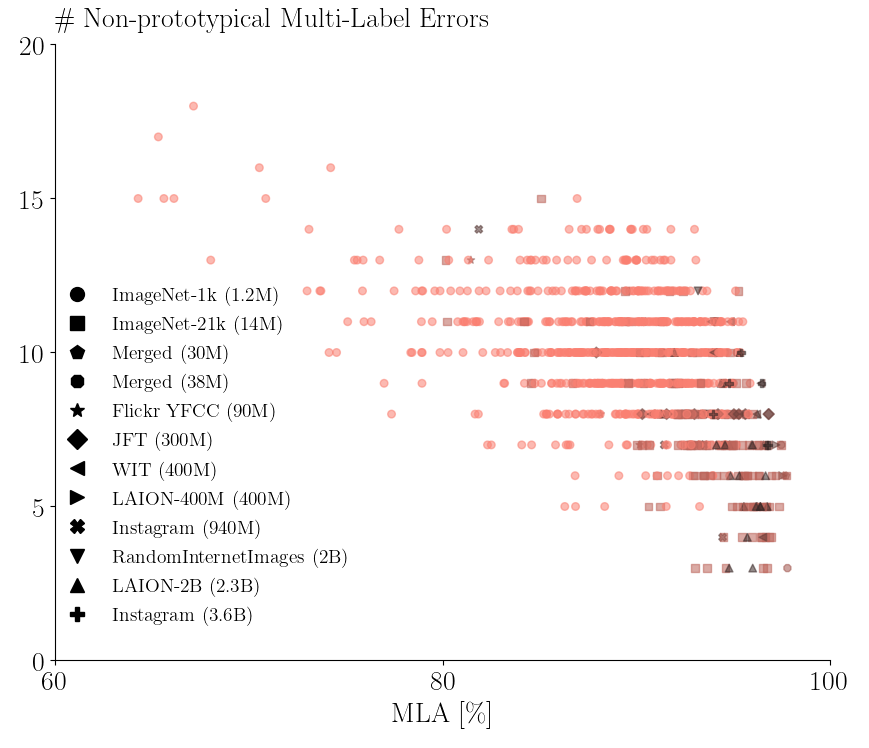 # Non-prototypical Multi-Label Errors
20
15
10
5
0
ImageNet-1k (1.2M)
ImageNet-21k (14M)
Merged (30M)
Merged (38M)
Flickr YFCC (90M)
JFT (300M)
WIT (400M)
LAION-400M (400M)
Instagram (940M)
RandomInternetImages (2B)
LAION-2B (2.3B)
Instagram (3.6B)
60
80
100
MLA [%]